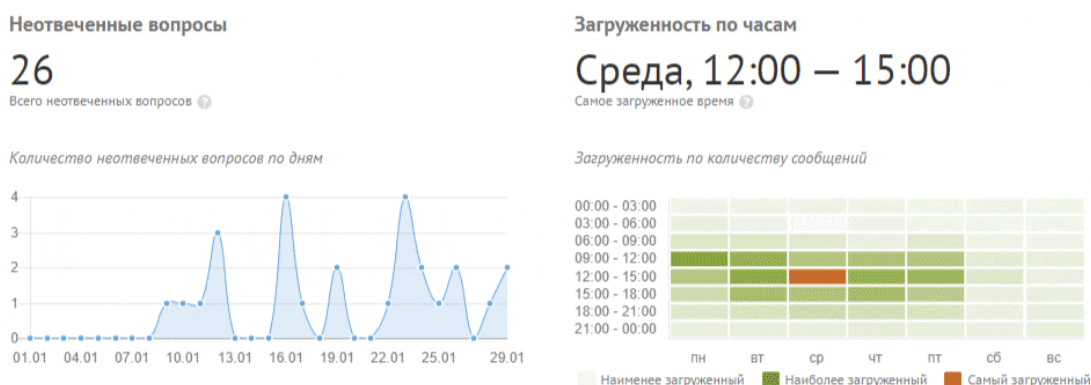 Неотвеченные вопросы
26
Всего неотвеченных вопросов ?
Количество неотвеченных вопросов по дням
4
3
2
1
0
01.01 04.01 07.01 10.01 13.01 16.01 19.01 22.01 25.01 29.01
Загруженность по часам
Среда, 12:00 — 15:00
Самое загруженное время ?
Загруженность по количеству сообщений
00:00 - 03:00
03:00 - 06:00
06:00 - 09:00
09:00 - 12:00
12:00 - 15:00
15:00 - 18:00
18:00 - 21:00
21:00 - 00:00
пн вт ср чт пт сб вс
Наименее загруженный Наиболее загруженный Самый загруженный